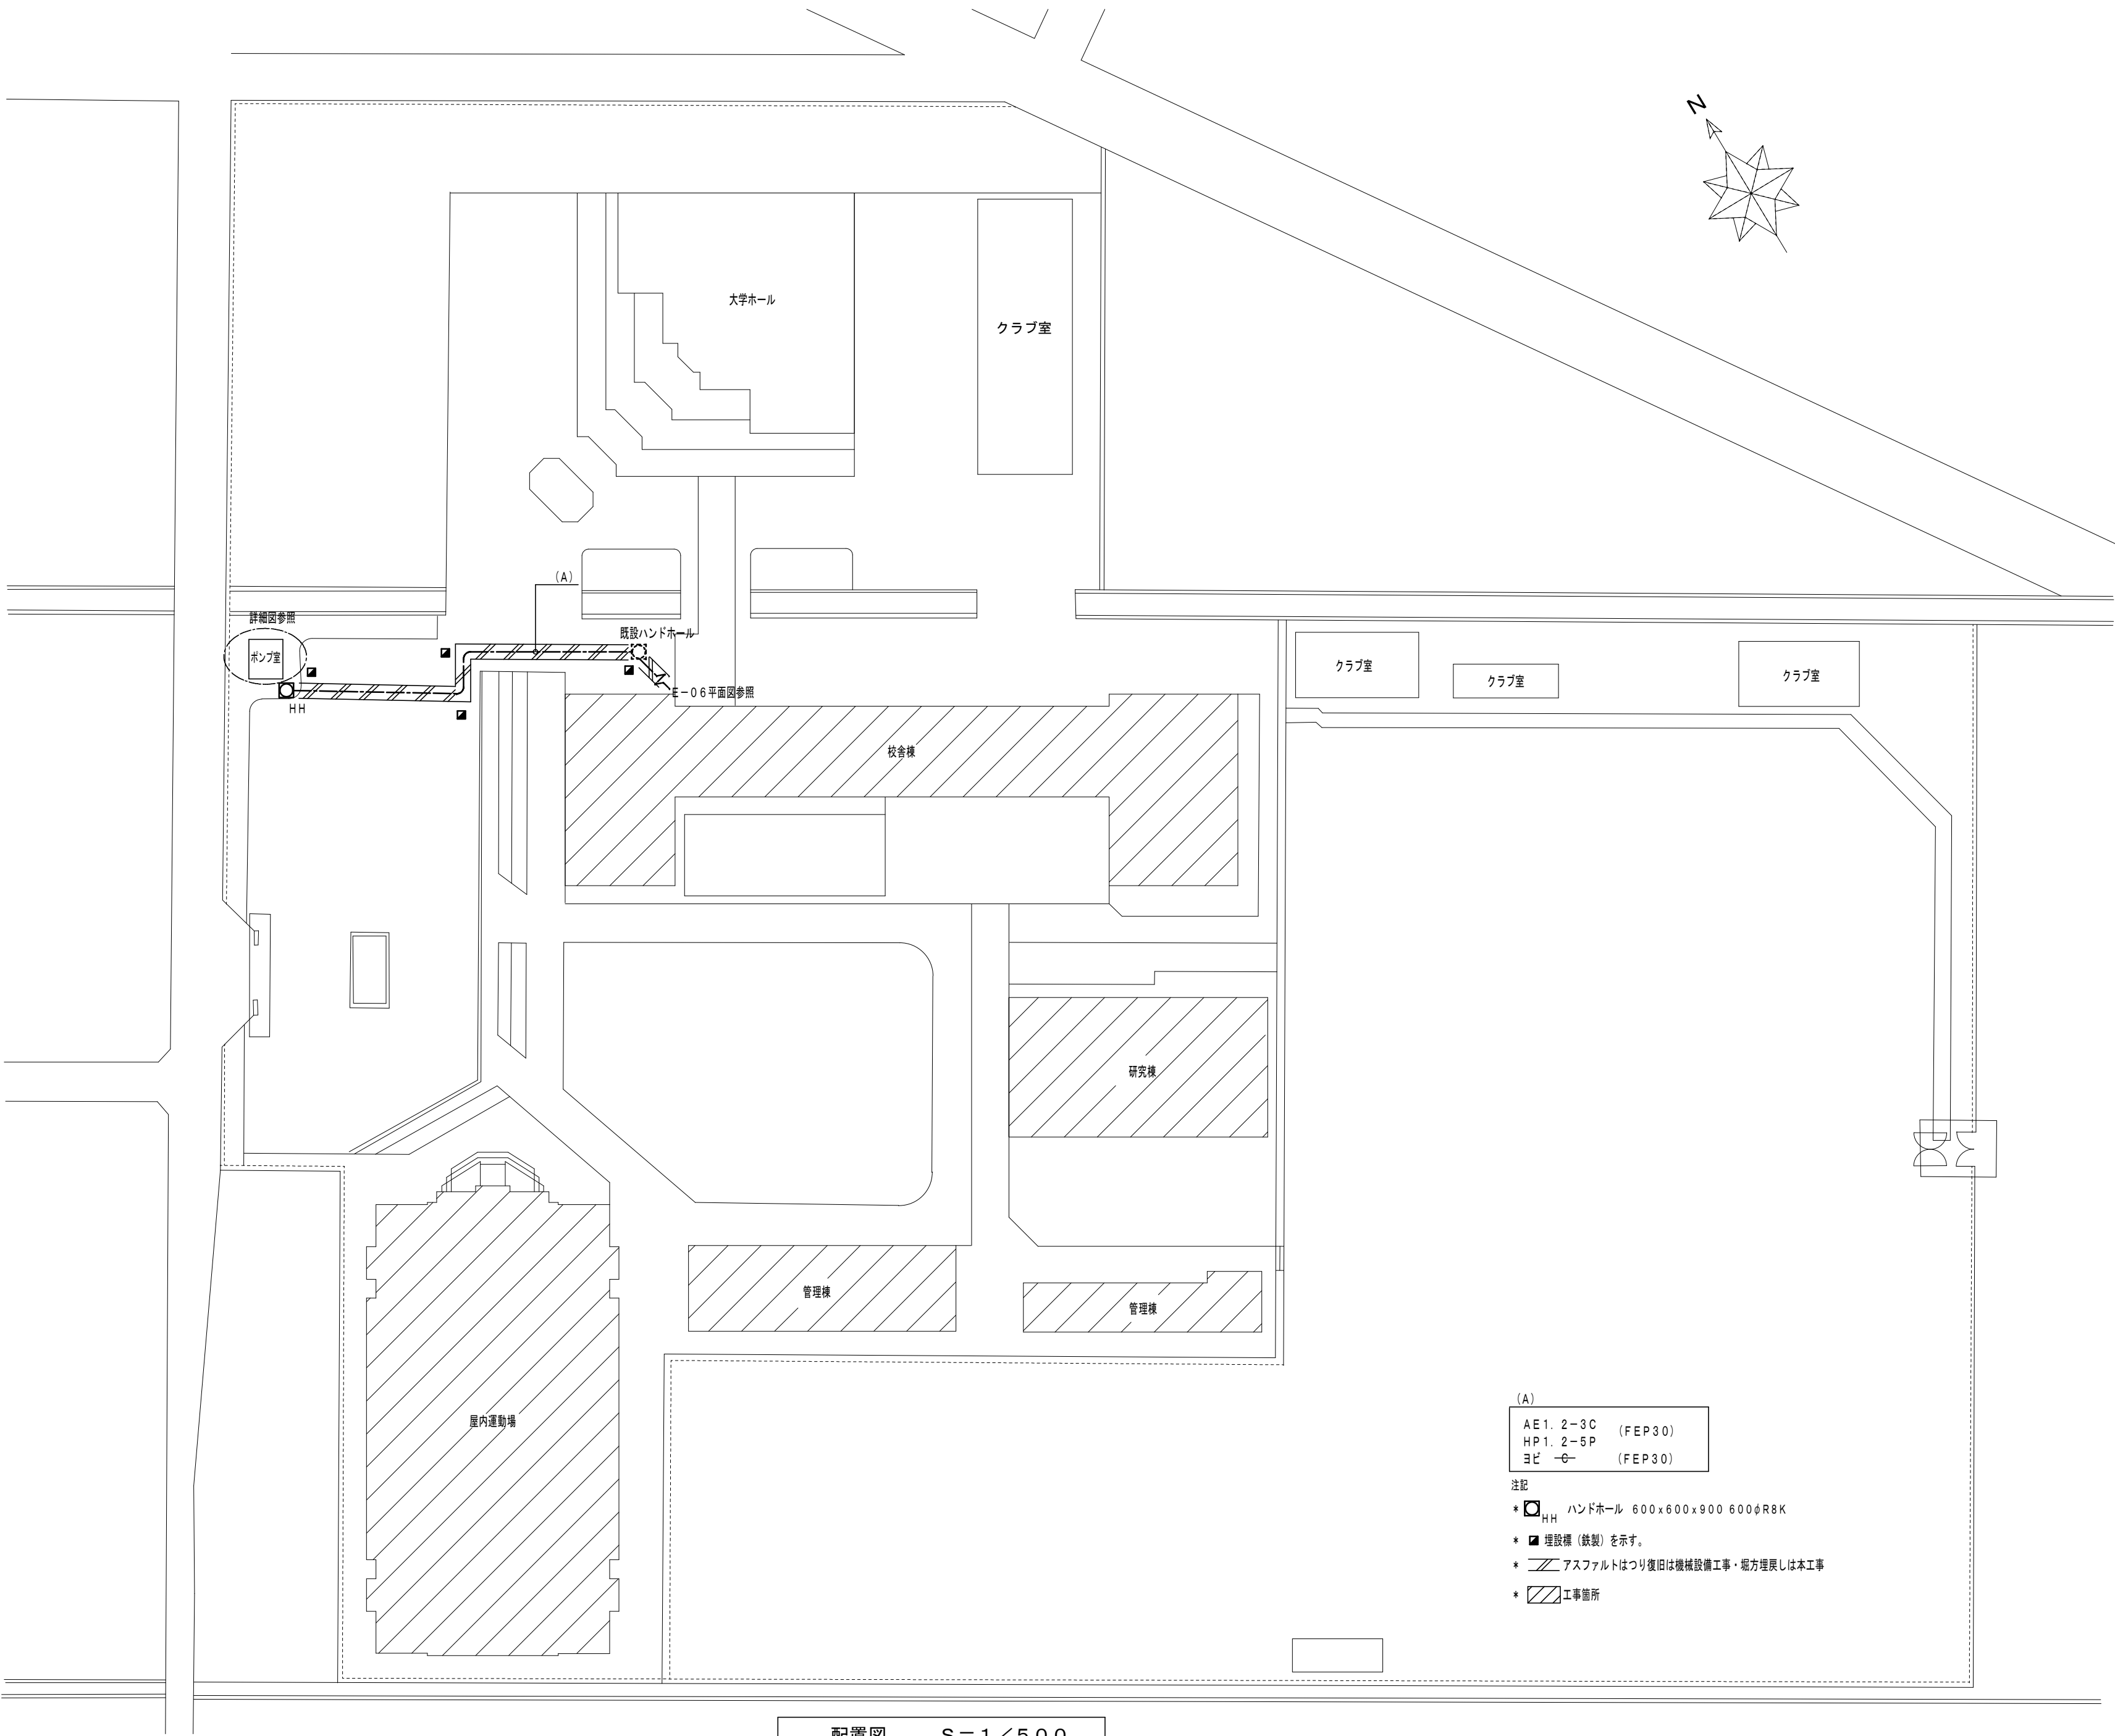 N
大学ホール
クラブ室
(A)
詳細図参照
既設ハンドホール
ポンプ室
E−06平面図参照
HH
クラブ室
クラブ室
クラブ室
校舎棟
研究棟
管理棟
管理棟
屋内運動場
(A)
AE1.2−3C (FEP30)
HP1.2−5P
ヨビ C (FEP30)
注記
* HH ハンドホール 600x600x900 600φR8K
* 埋設標(鉄製)を示す。
* アスファルトはつり復旧は機械設備工事・堀方埋戻しは本工事
* 工事箇所
配置図 S=1/500